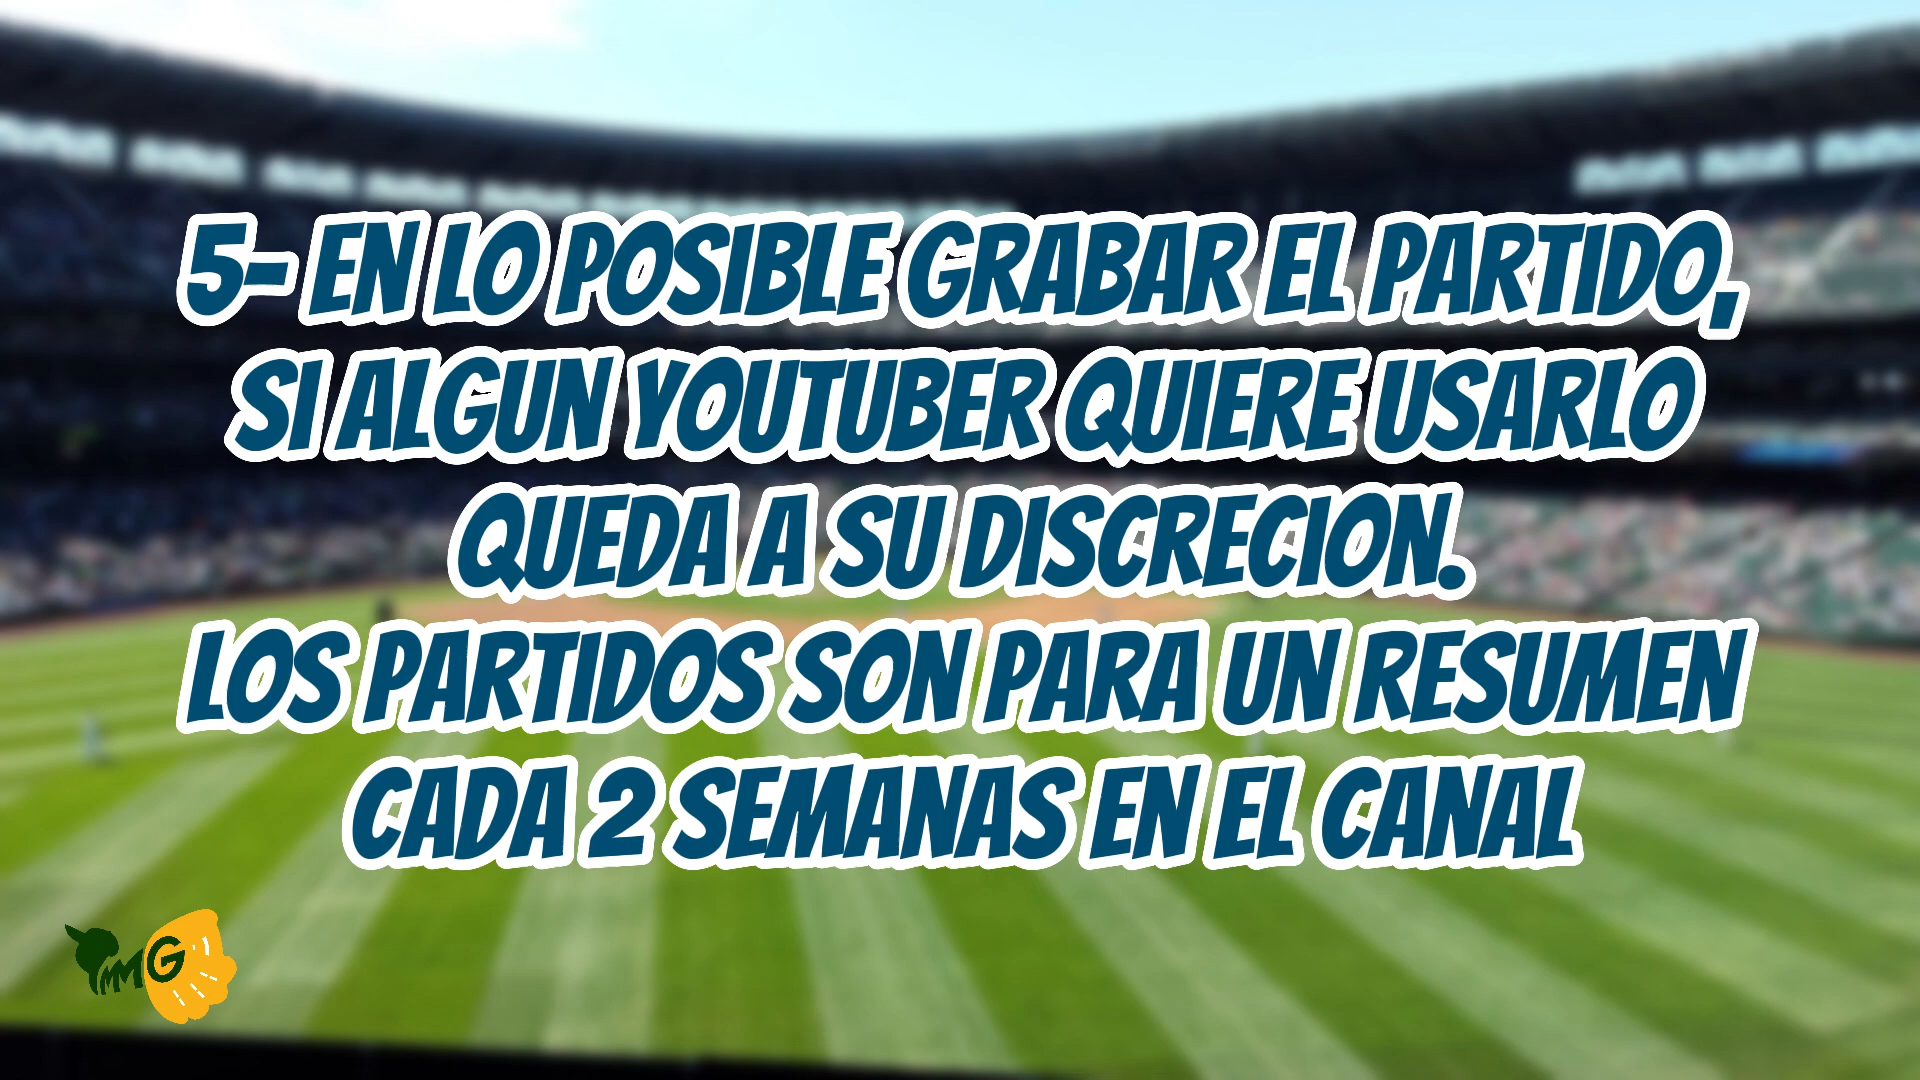 5- EN LO POSIBLE GRABAR EL PARTIDO,
SI ALGUN YOUTUBER QUIERE USARLO
QUEDA A SU DISCRECION.
LOS PARTIDOS SON PARA UN RESUMEN
CADA 2 SEMANAS EN EL CANAL
MMG